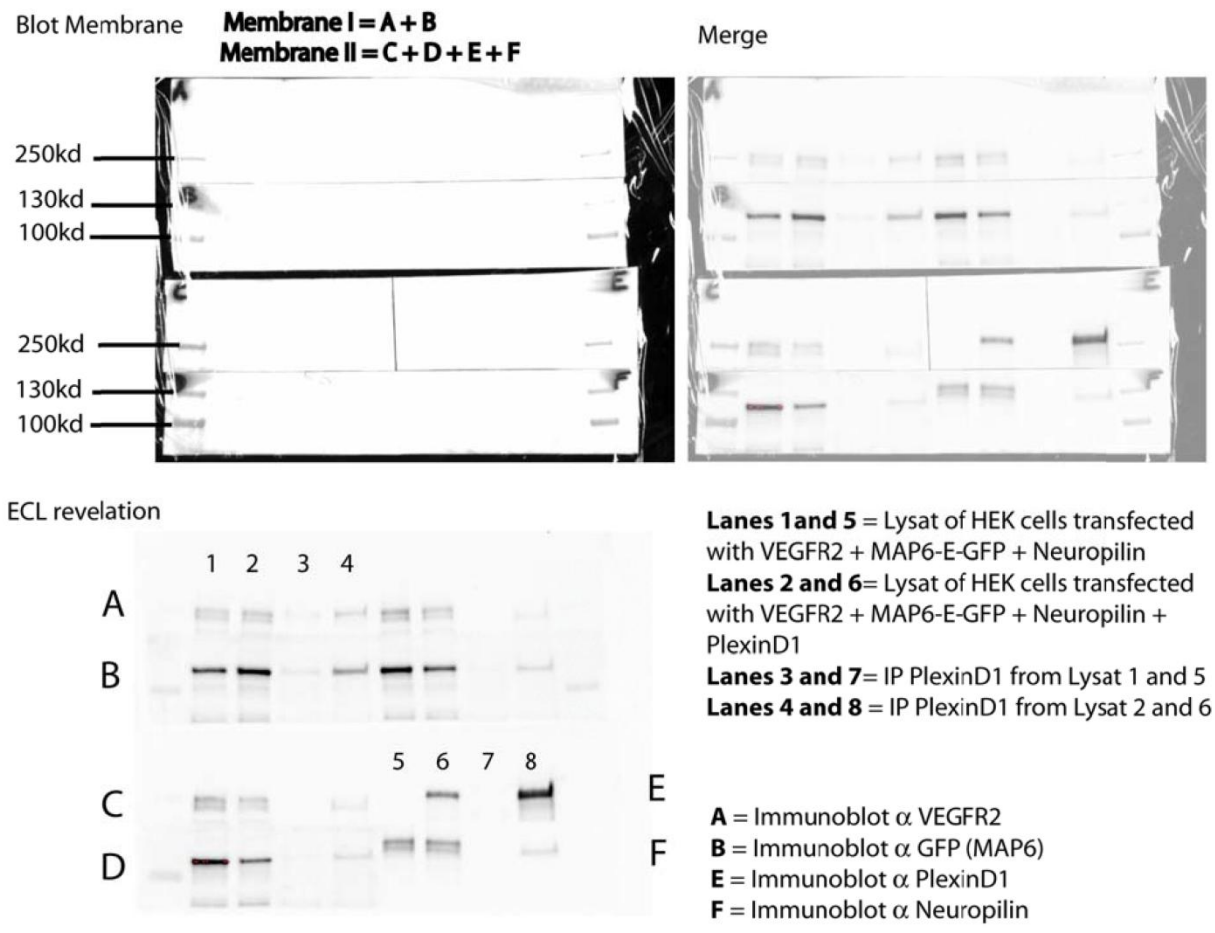 Blot Membrane
Membrane I = A + B
Membrane II = C + D + E + F
Merge
A
250kd
130kd
B
100kd
C
E
250kd
130kd
F
100kd
A
B
C
E
F
ECL revelation
1 2 3 4
A
B
5 6 7 8
C
E
D
F
Lanes 1and 5 = Lysat of HEK cells transfected
with VEGFR2 + MAP6-E-GFP + Neuropilin
Lanes 2 and 6= Lysat of HEK cells transfected
with VEGFR2 + MAP6-E-GFP + Neuropilin +
PlexinD1
Lanes 3 and 7= IP PlexinD1 from Lysat 1 and 5
Lanes 4 and 8 = IP PlexinD1 from Lysat 2 and 6
A = Immunoblot α VEGFR2
B = Immunoblot α GFP (MAP6)
E = Immunoblot α PlexinD1
F = Immunoblot α Neuropilin